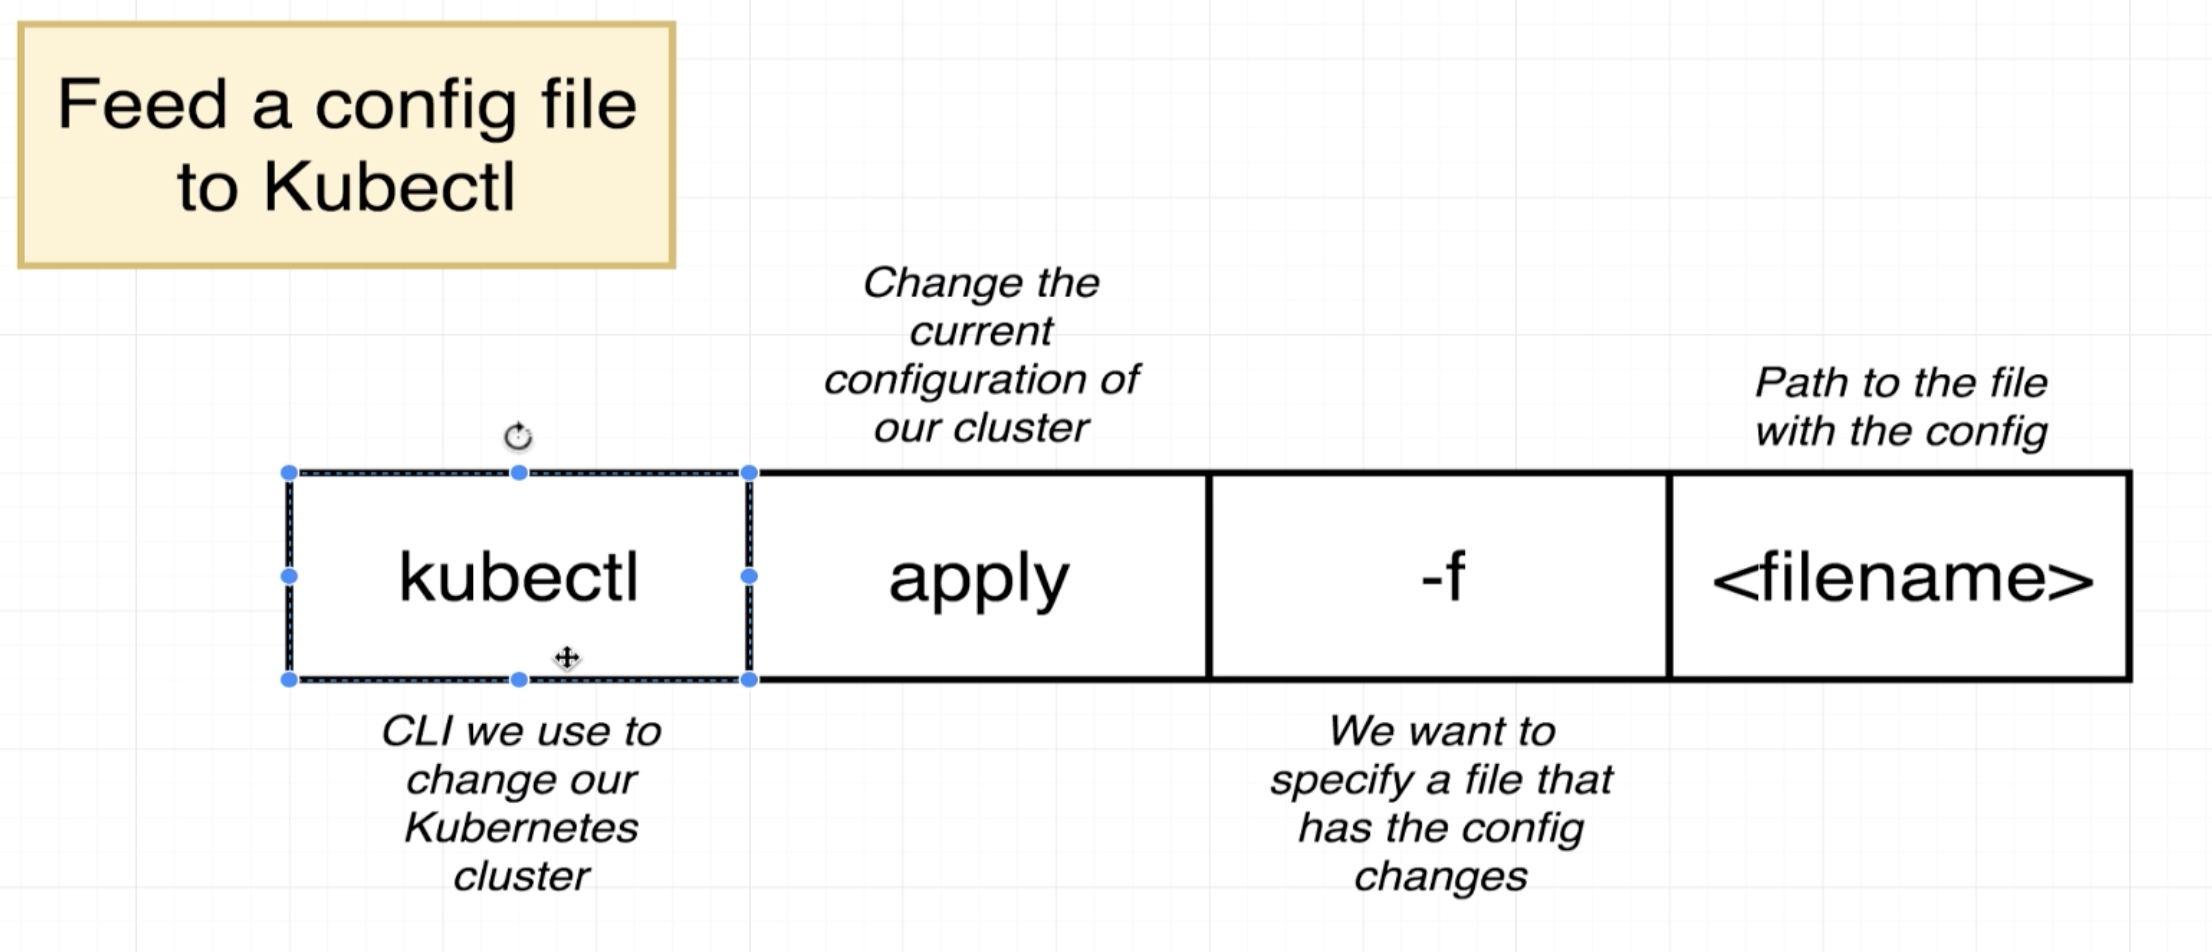 Feed a config file
to Kubectl
Change the
current
configuration of
our cluster
Path to the file
with the config
kubectl
apply
-f
<filename>
CLI we use to
change our
Kubernetes
cluster
We want to
specify a file that
has the config
changes